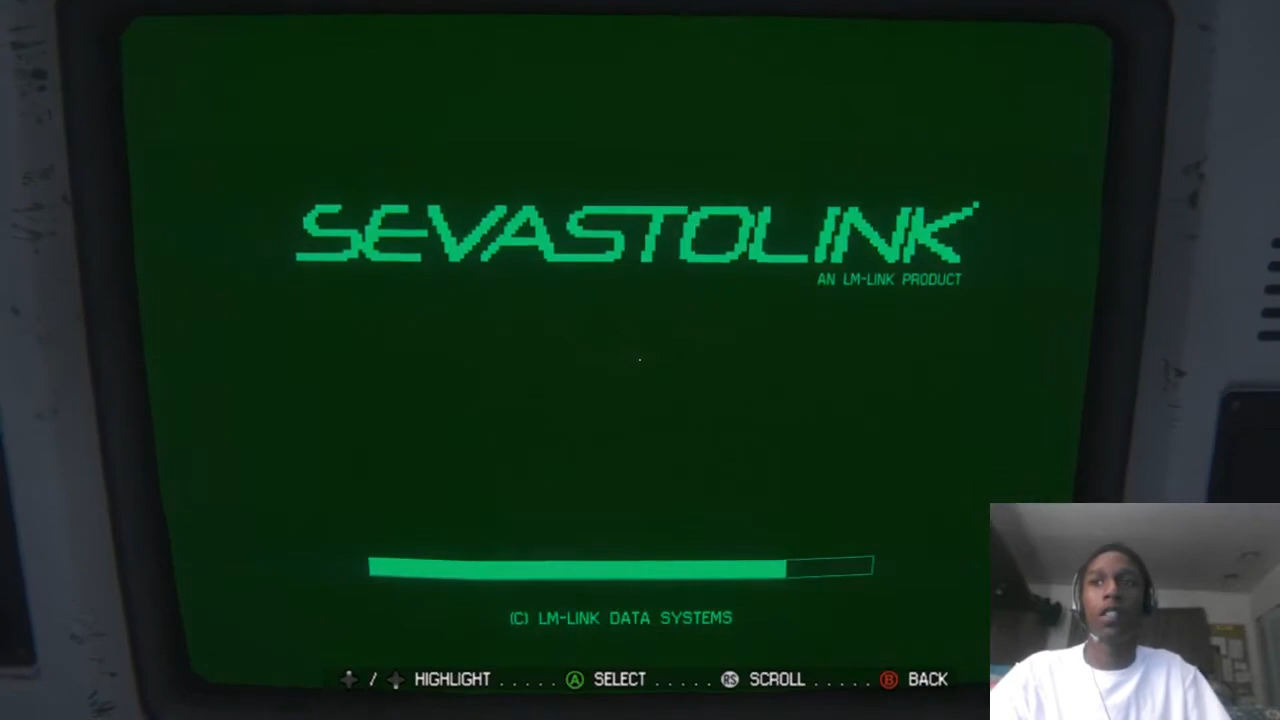 SEVASTOLINK
AN LM-LINK PRODUCT
(C) LM-LINK DATA SYSTEMS
/ HIGHLIGHT ..... A SELECT ..... RS SCROLL ..... B BACK